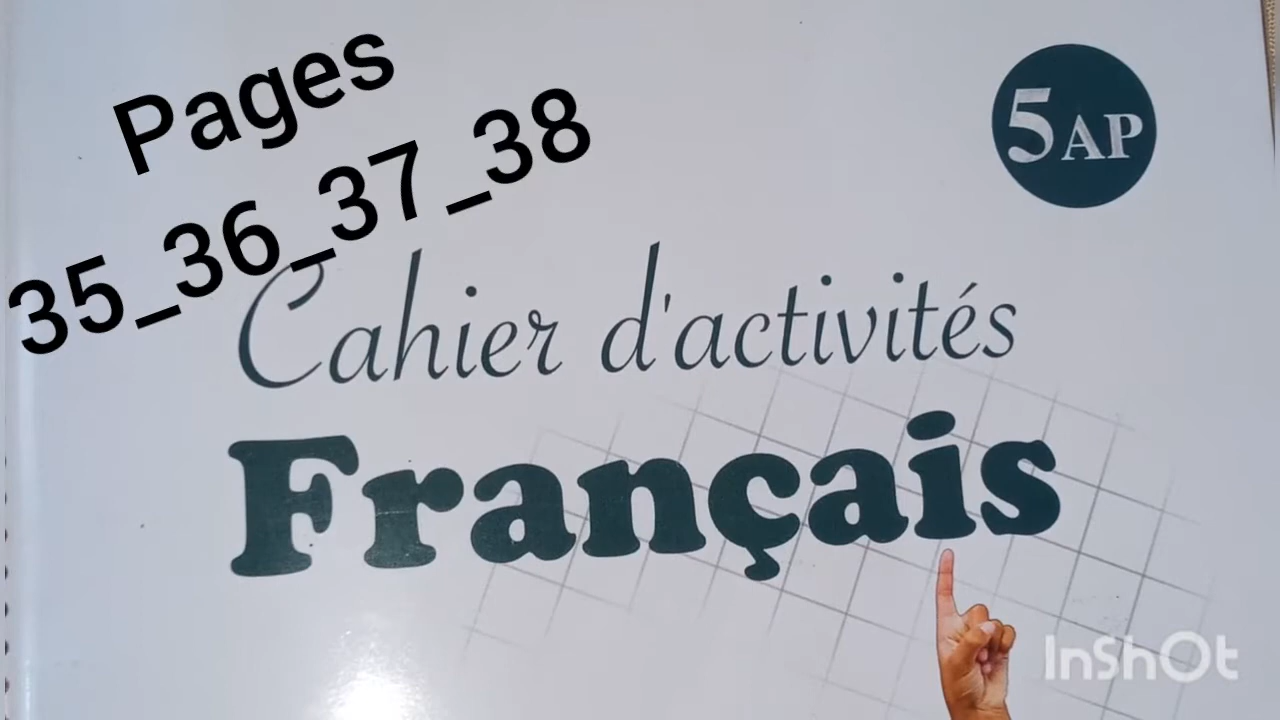 Pages
35_36_37_38
5AP
Cahier d'activités
Français
InShOt